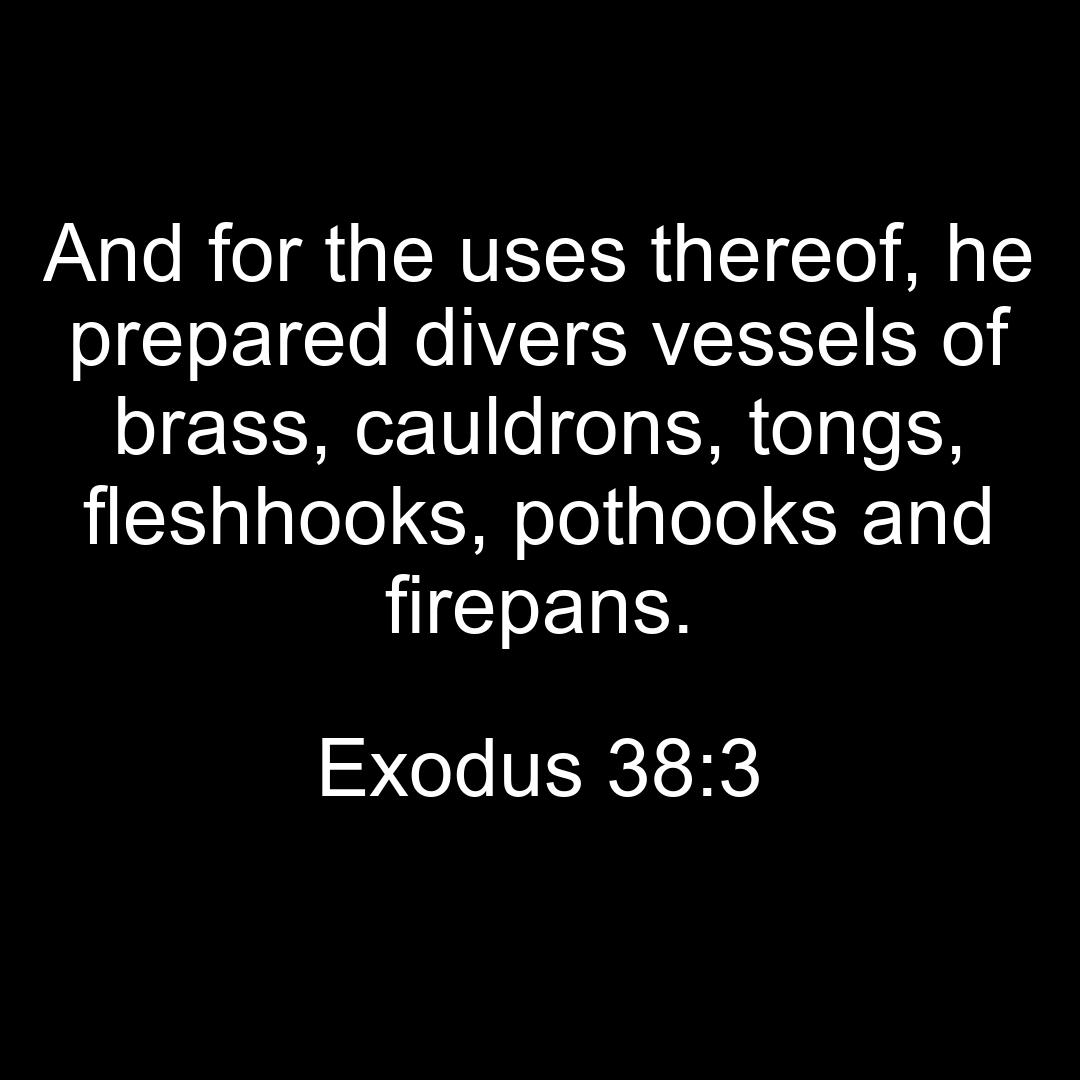 And for the uses thereof, he
prepared divers vessels of
brass, cauldrons, tongs,
fleshhooks, pothooks and
firepans.
Exodus 38:3